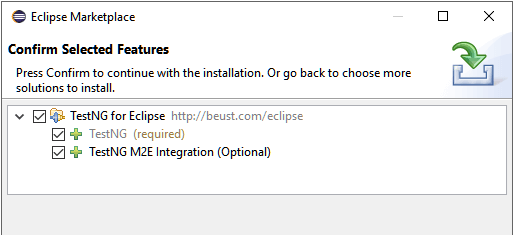 Eclipse Marketplace
Confirm Selected Features
Press Confirm to continue with the installation. Or go back to choose more
solutions to install.
TestNG for Eclipse http://beust.com/eclipse
TestNG (required)
TestNG M2E Integration (Optional)